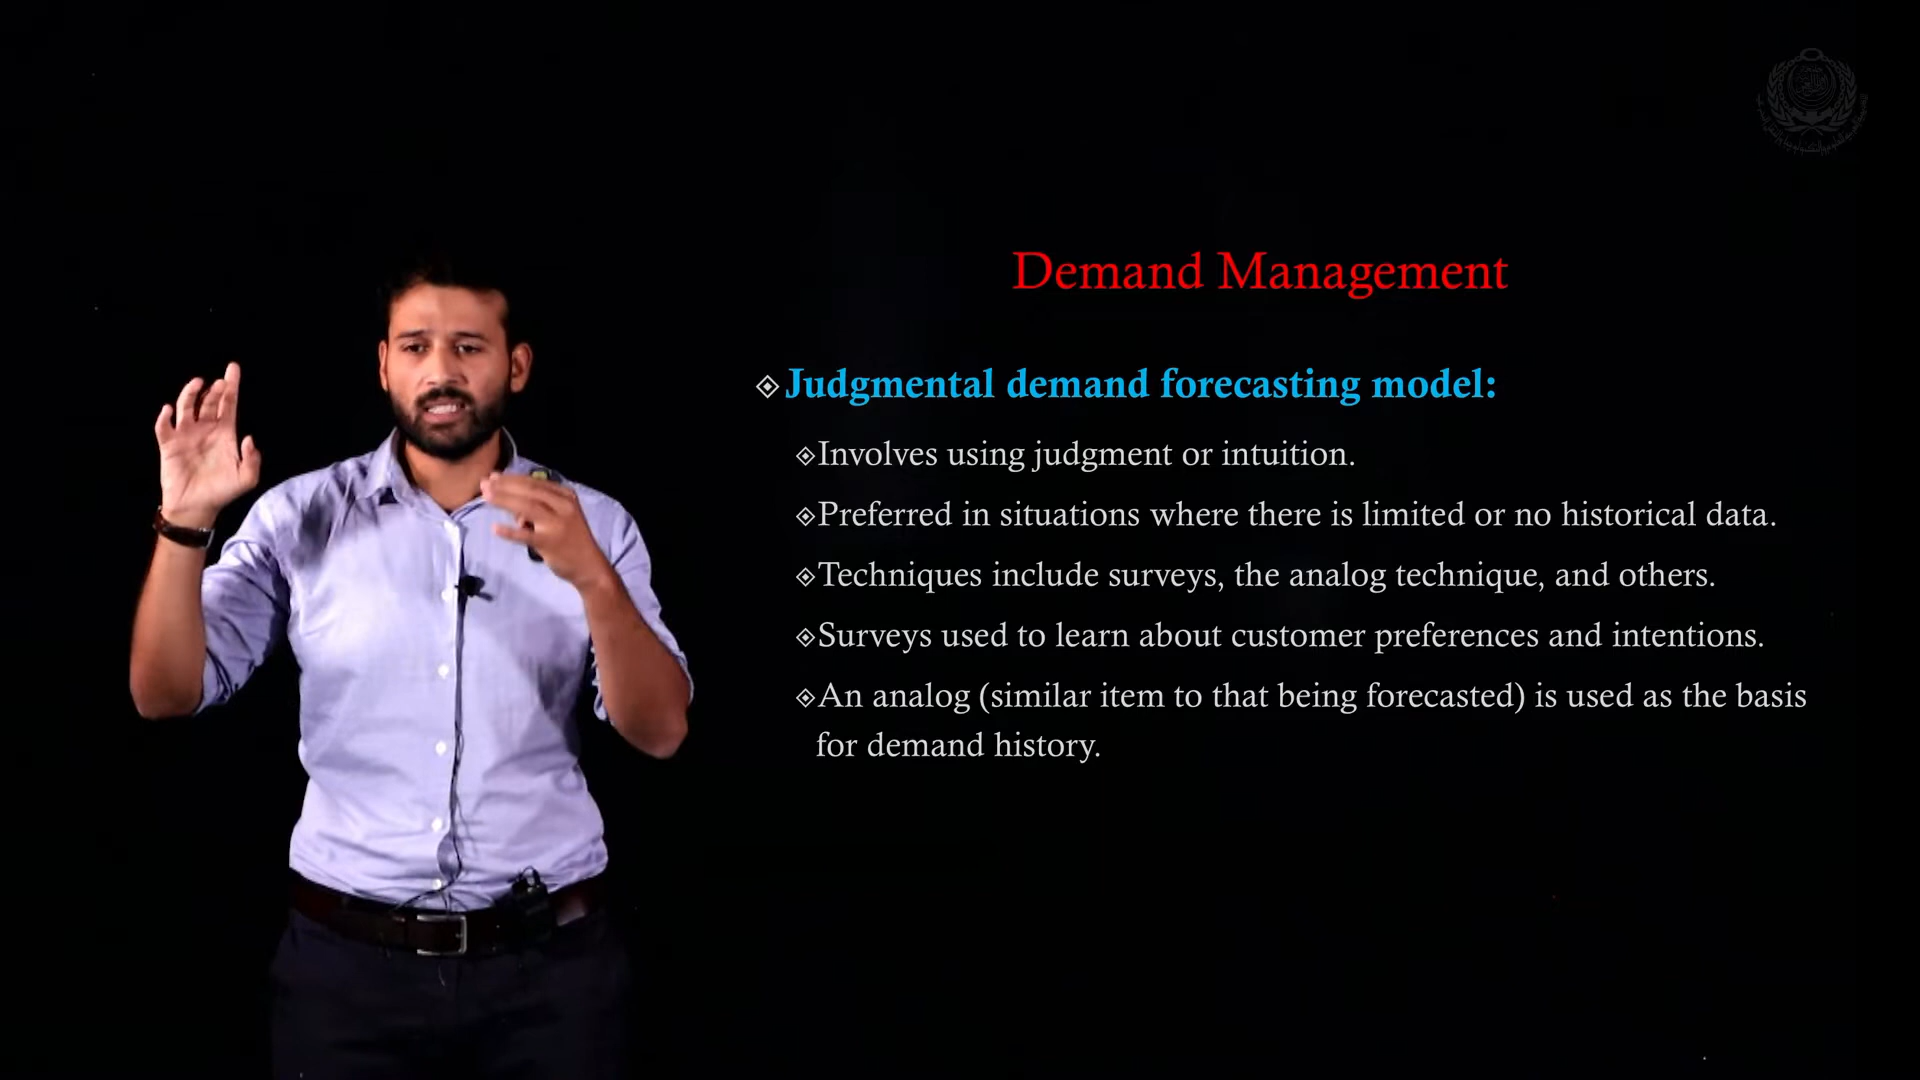 Demand Management
Judgmental demand forecasting model:
Involves using judgment or intuition.
Preferred in situations where there is limited or no historical data.
Techniques include surveys, the analog technique, and others.
Surveys used to learn about customer preferences and intentions.
An analog (similar item to that being forecasted) is used as the basis
for demand history.